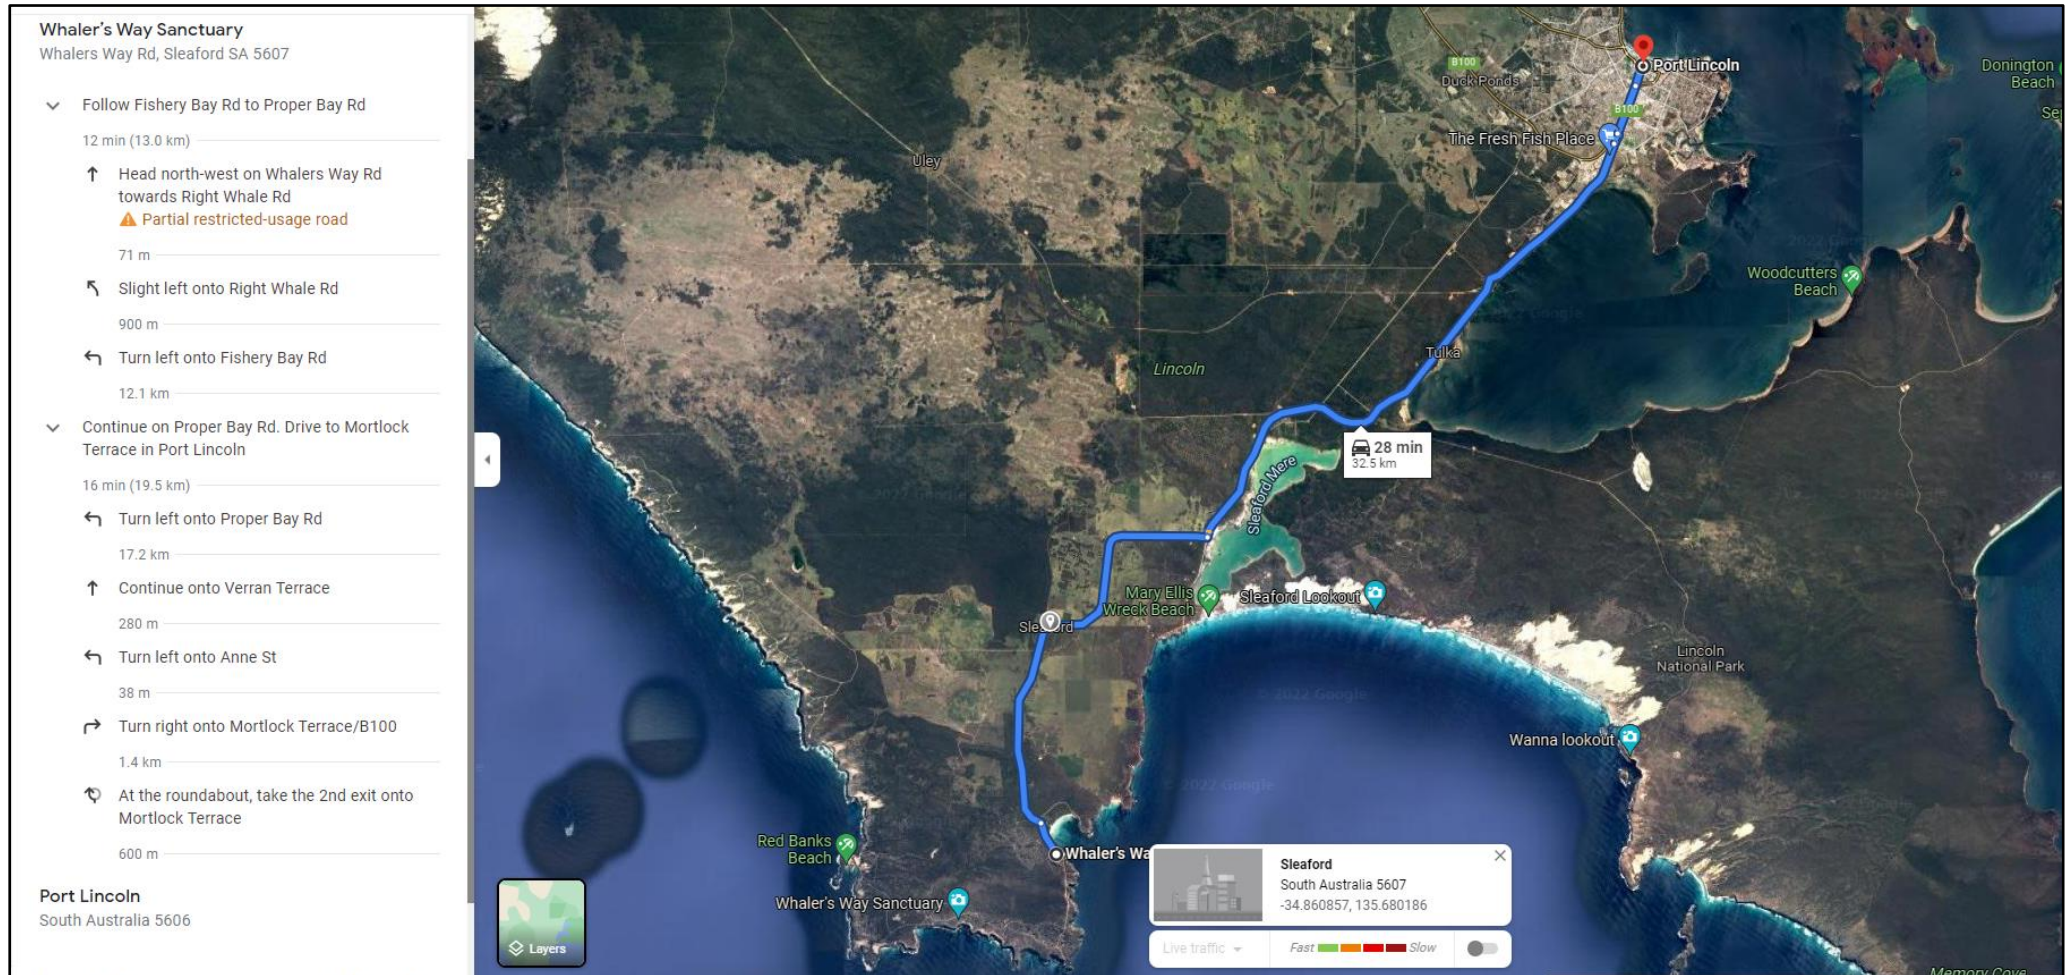 Whaler's Way Sanctuary
Whalers Way Rd, Sleaford SA 5607
Follow Fishery Bay Rd to Proper Bay Rd
12 min (13.0 km)
Head north-west on Whalers Way Rd
towards Right Whale Rd
Partial restricted-usage road
71 m
Slight left onto Right Whale Rd
900 m
Turn left onto Fishery Bay Rd
12.1 km
Continue on Proper Bay Rd. Drive to Mortlock
Terrace in Port Lincoln
16 min (19.5 km)
Turn left onto Proper Bay Rd
17.2 km
Continue onto Verran Terrace
280 m
Turn left onto Anne St
38 m
Turn right onto Mortlock Terrace/B100
1.4 km
At the roundabout, take the 2nd exit onto
Mortlock Terrace
600 m
Port Lincoln
South Australia 5606
B100
Duck Ponds
Port Lincoln
Donington
Beach
B100
The Fresh Fish Place
Uley
Woodcutters
Beach
Tulka
Lincoln
28 min
32.5 km
Sleaford Mere
Mary Ellis
Wreck Beach
Sleaford Lookout
Lincoln
National Park
© 2022 Google
Wanna lookout
© 2022 Google
Red Banks
Beach
Whaler's Wa
Whaler's Way Sanctuary
Sleaford
South Australia 5607
-34.860857, 135.680186
Live traffic
Fast
Slow
Layers
Memory Cove